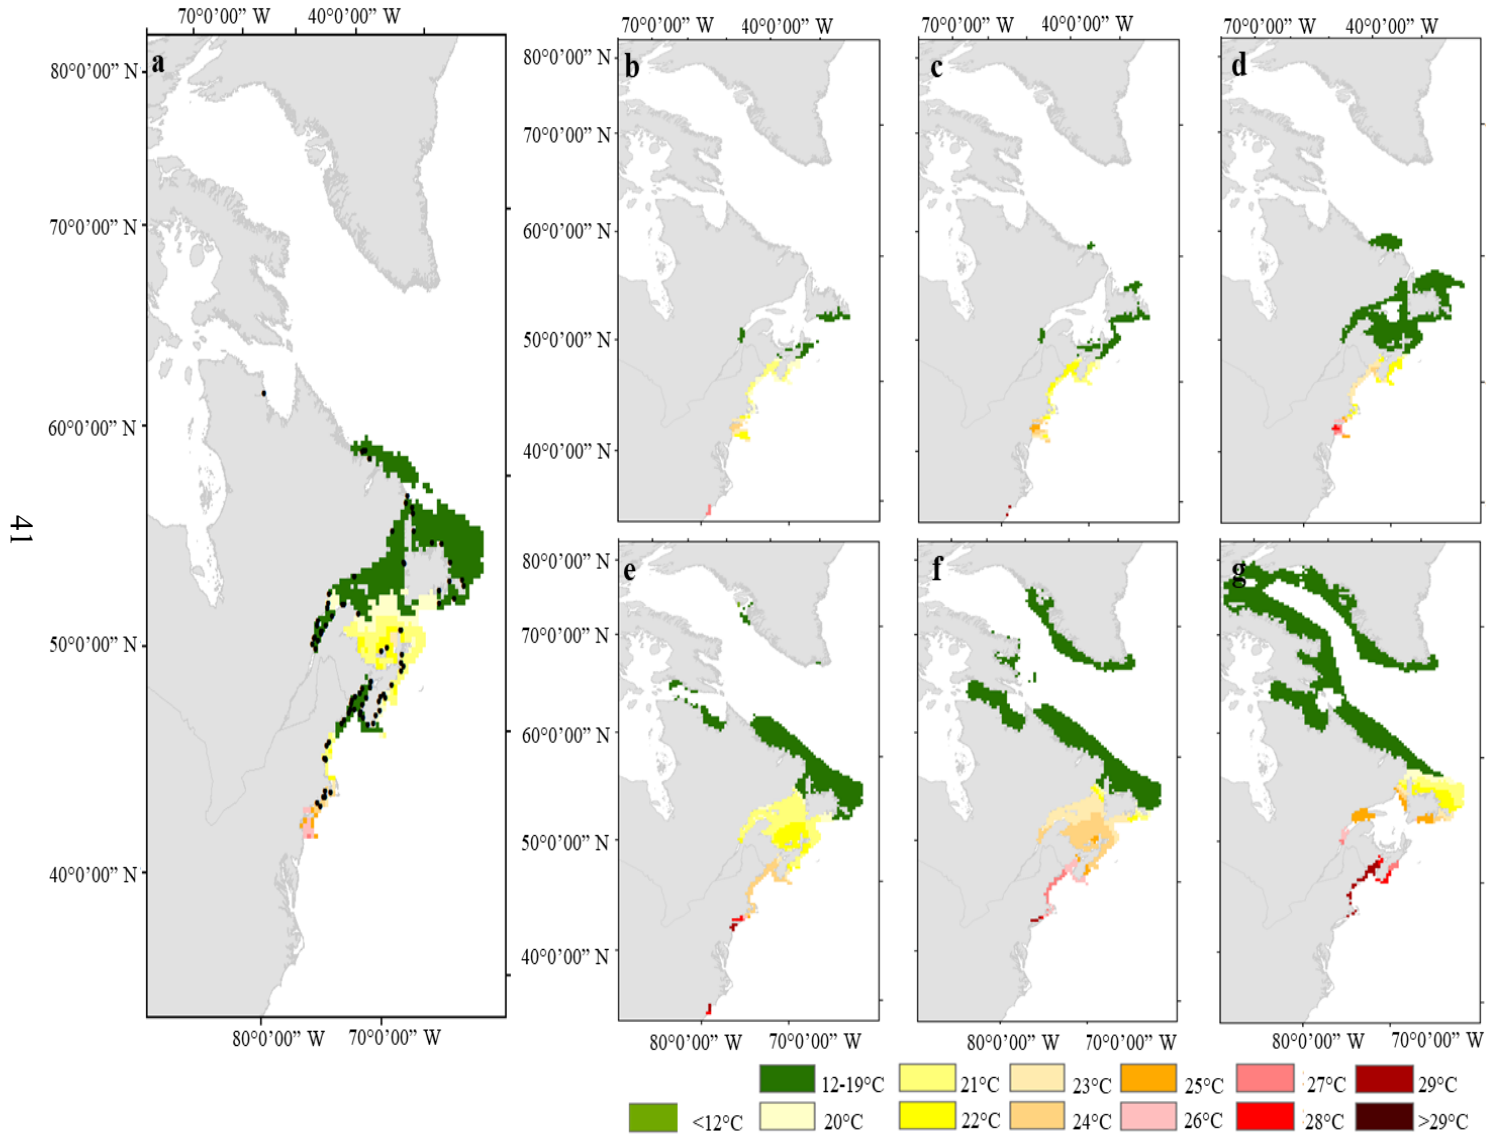 70°0'00" W 40°0'00" W
70°0'00" W 40°0'00" W
70°0'00" W 40°0'00" W
70°0'00" W 40°0'00" W
a
80°0'00" N
70°0'00" N
60°0'00" N
50°0'00" N
40°0'00" N
80°0'00" W 70°0'00" W
41
b
c
d
80°0'00" N
70°0'00" N
60°0'00" N
50°0'00" N
40°0'00" N
e
f
g
80°0'00" N
70°0'00" N
60°0'00" N
50°0'00" N
40°0'00" N
80°0'00" W 70°0'00" W
80°0'00" W 70°0'00" W
80°0'00" W 70°0'00" W
12-19°C 21°C 23°C 25°C 27°C 29°C
<12°C 20°C 22°C 24°C 26°C 28°C >29°C